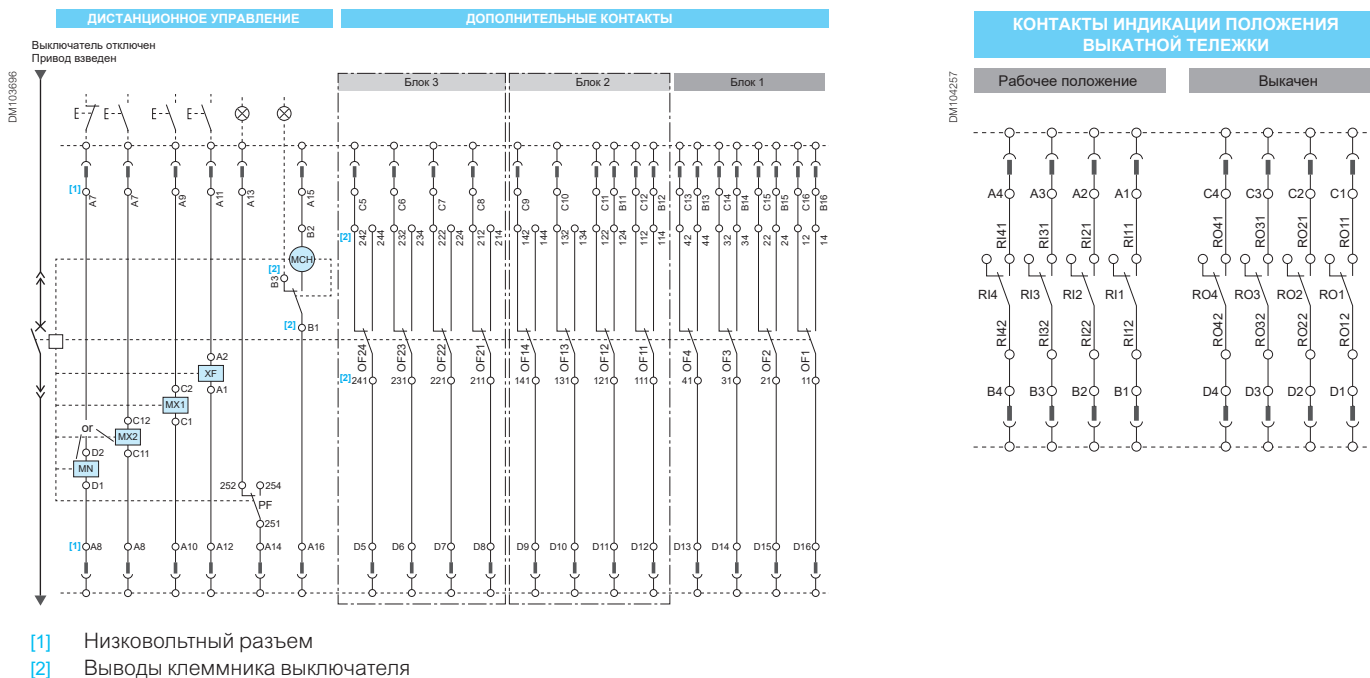 ДИСТАНЦИОННОЕ УПРАВЛЕНИЕ
ДОПОЛНИТЕЛЬНЫЕ КОНТАКТЫ
Выключатель отключен
Привод взведен
DM103696
Блок 3
Блок 2
Блок 1
E E E E
[1] A7 A7 A9 A11 A13 A15
C5 C6 C7 C8 C9 C10 C11 B11 C12 B12 C13 B13 C14 B14 C15 B15 C16 B16
B2
[2] 242 244 232 234 222 224 212 214 142 144 132 134 122 124 112 114 42 44 32 34 22 24 12 14
MCH
[2]
B3
[2] B1
OF24 OF23 OF22 OF21 OF14 OF13 OF12 OF11 OF4 OF3 OF2 OF1
A2
XF
A1
[2] 241 231 221 211 141 131 121 111 41 31 21 11
C2
MX1
C1
C12
or
MX2
C11
D2
MN
D1
252 254
PF
251
[1] A8 A8 A10 A12 A14 A16 D5 D6 D7 D8 D9 D10 D11 D12 D13 D14 D15 D16
[1] Низковольтный разъем
[2] Выводы клеммника выключателя
КОНТАКТЫ ИНДИКАЦИИ ПОЛОЖЕНИЯ
ВЫКАТНОЙ ТЕЛЕЖКИ
DM104257
Рабочее положение
Выкачен
A4 A3 A2 A1 C4 C3 C2 C1
RI41 RI31 RI21 RI11 RO41 RO31 RO21 RO11
RI4 RI3 RI2 RI1 RO4 RO3 RO2 RO1
RI42 RI32 RI22 RI12 RO42 RO32 RO22 RO12
B4 B3 B2 B1 D4 D3 D2 D1